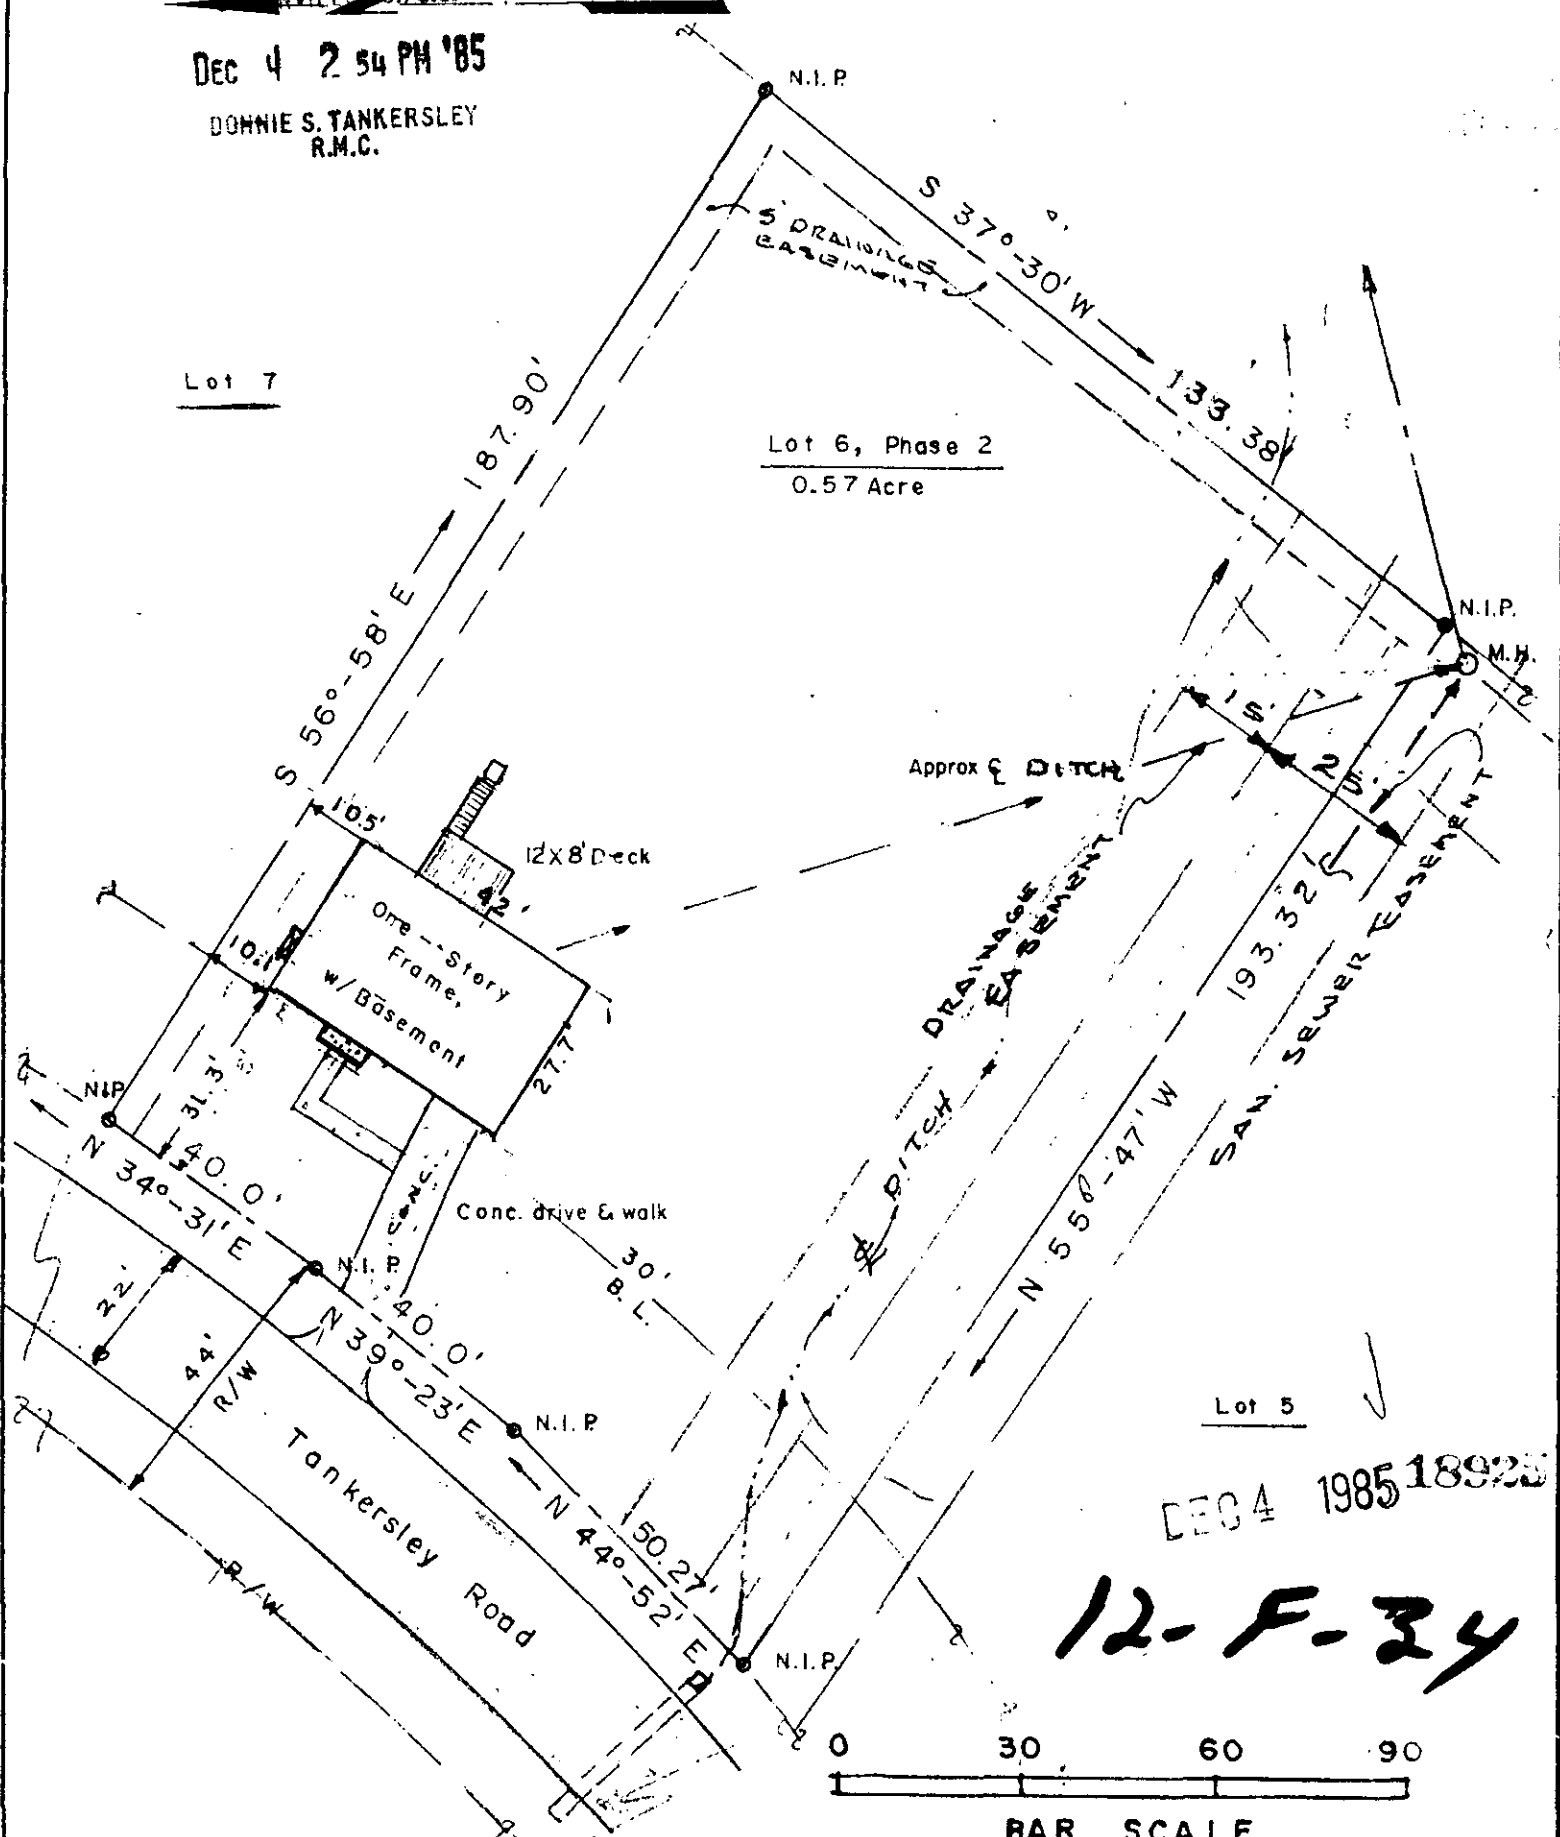 DEC 4 2 54 PM '85
DONNIE S. TANKERSLEY
R.M.C.
N.I.P.
S 37°-30' W
133.38
5' DRAINAGE
EASEMENT
Lot 7
187.90'
S 56°-58' E
Lot 6, Phase 2
0.57 Acre
N.I.P.
M.H.
15'
25'
Approx ℄ DITCH
10.5'
12X8' Deck
42'
One-Story
Frame,
w/Basement
10.1'
27.7'
31.3'
DRAINAGE
EASEMENT
193.32'
SAN. SEWER EASEMENT
N.I.P.
40.0'
N 34°-31' E
℄ DITCH
N 55°-47' W
CONC.
Conc. drive & walk
30'
B. L.
N.I.P.
22'
44'
R/W
40.0'
N 39°-23' E
N.I.P.
Lot 5
DEC 4 1985
Tankersley Road
50.27'
N 44°-52' E
R/W
N.I.P.
12-F-34
0 30 60 90
BAR SCALE